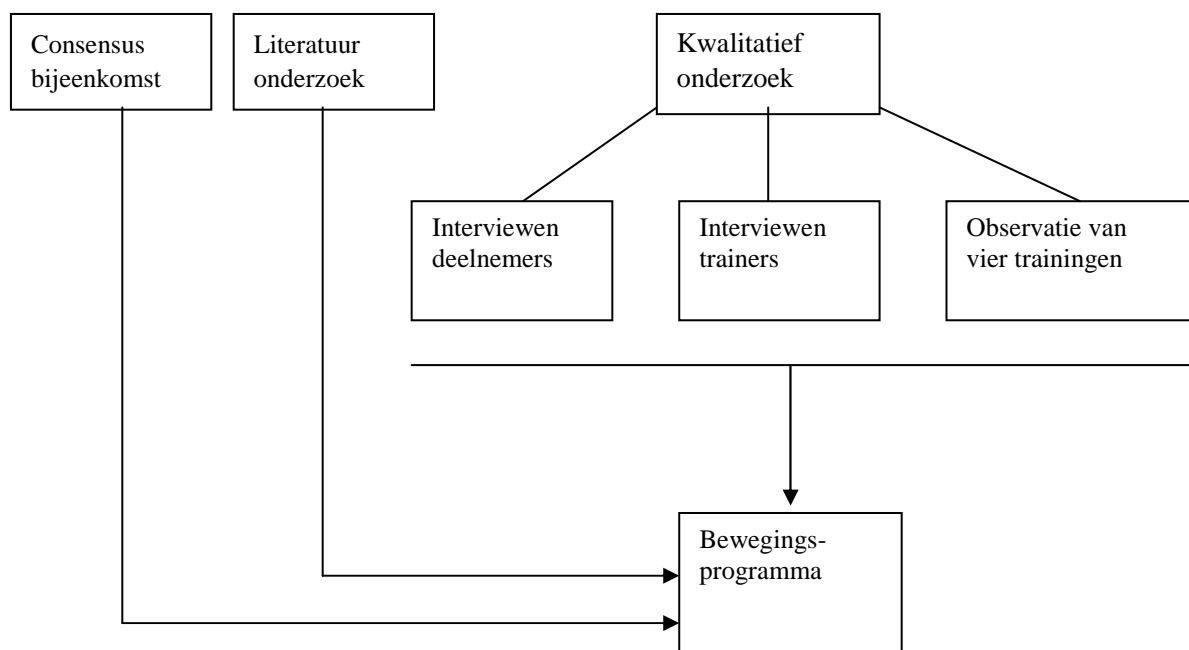 Consensus
bijeenkomst
Literatuur
onderzoek
Kwalitatief
onderzoek
Interviewen
deelnemers
Interviewen
trainers
Observatie van
vier trainingen
Bewegings-
programma